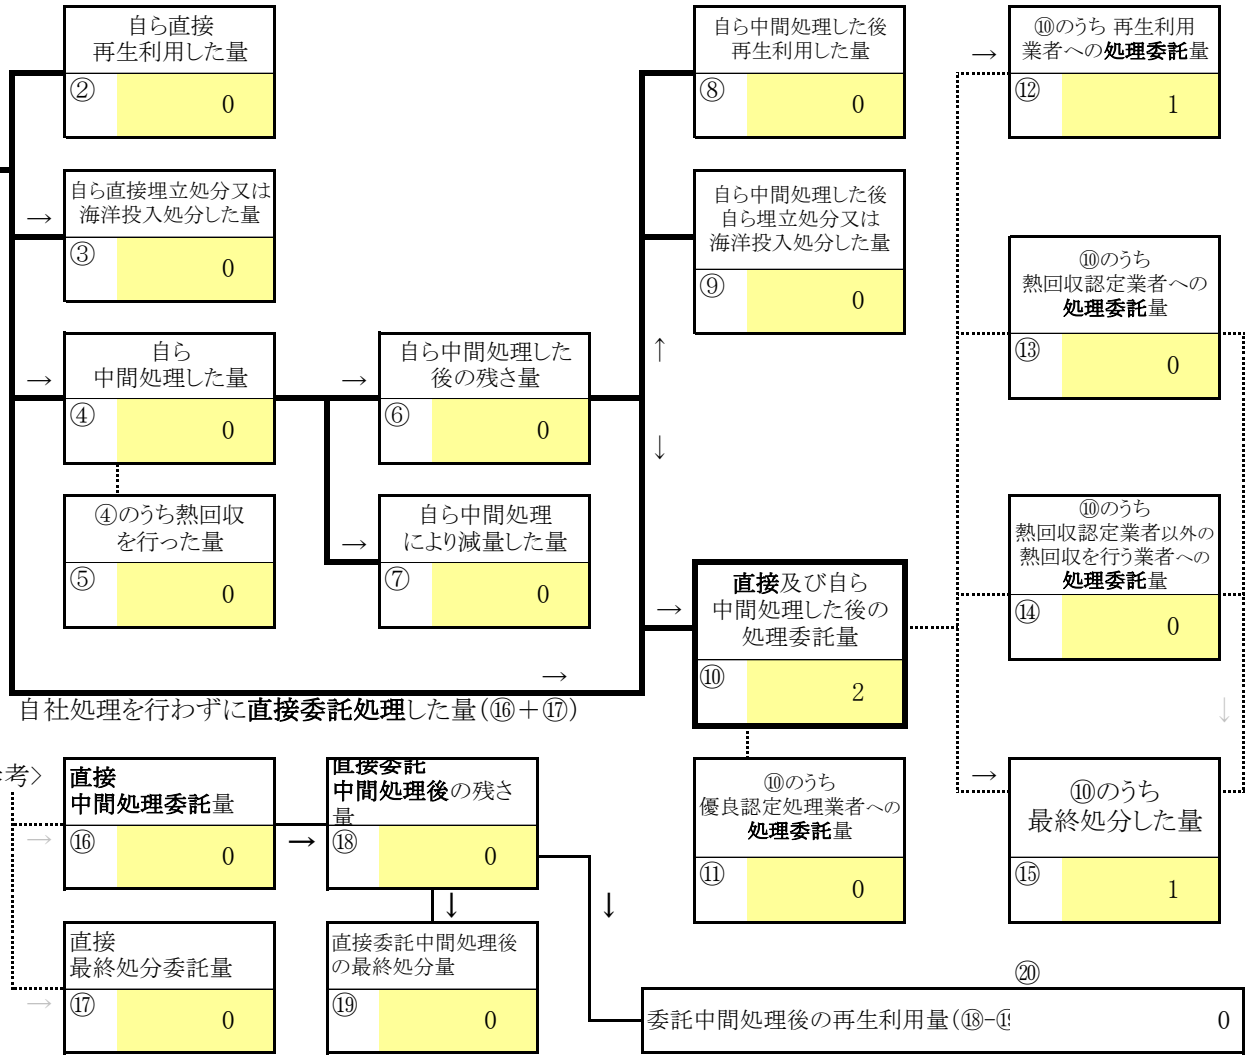 自ら直接
再生利用した量
②
0
→
自ら直接埋立処分又は
海洋投入処分した量
③
0
→
自ら
中間処理した量
④
0
④のうち熱回収
を行った量
⑤
0
→
自ら中間処理した
後の残さ量
⑥
0
→
自ら中間処理
により減量した量
⑦
0
自ら中間処理した後
再生利用した量
⑧
0
自ら中間処理した後
自ら埋立処分又は
海洋投入処分した量
⑨
0
↑
↓
→
直接及び自ら
中間処理した後の
処理委託量
⑩
2
⑩のうち
優良認定処理業者への
処理委託量
⑪
0
→
⑩のうち 再生利用
業者への処理委託量
⑫
1
⑩のうち
熱回収認定業者への
処理委託量
⑬
0
⑩のうち
熱回収認定業者以外の
熱回収を行う業者への
処理委託量
⑭
0
↓
→
⑩のうち
最終処分した量
⑮
1
→
自社処理を行わずに直接委託処理した量(⑯+⑰)
考>
→
直接
中間処理委託量
⑯
0
→
直接委託
中間処理後の残さ
量
⑱
0
↓
↓
→
直接
最終処分委託量
⑰
0
直接委託中間処理後
の最終処分量
⑲
0
⑳
委託中間処理後の再生利用量(⑱-⑲
0